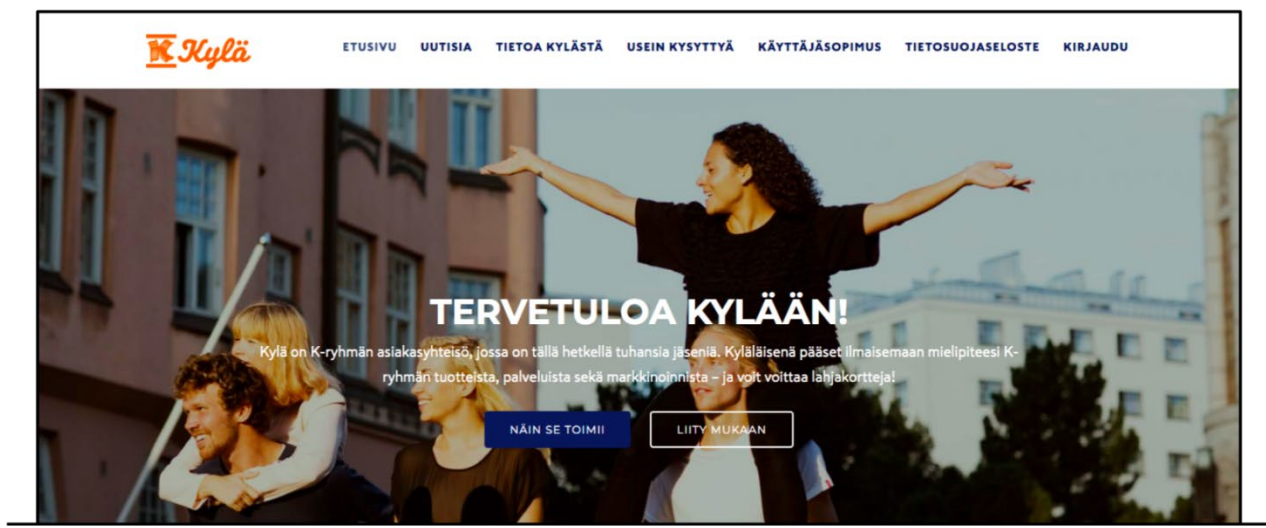 K Kylä
ETUSIVU UUTISIA TIETOA KYLÄSTÄ USEIN KYSYTTYÄ KÄYTTÄJÄSOPIMUS TIETOSUOJASELOSTE KIRJAUDU
TERVETULOA KYLÄÄN!
Kylä on K-ryhmän asiakasyhteisö, jossa on tällä hetkellä tuhansia jäseniä. Kyläläisenä pääset ilmaisemaan mielipiteesi K-
ryhmän tuotteista, palveluista sekä markkinoinnista – ja voit voittaa lahjakortteja!
NÄIN SE TOIMII LIITY MUKAAN